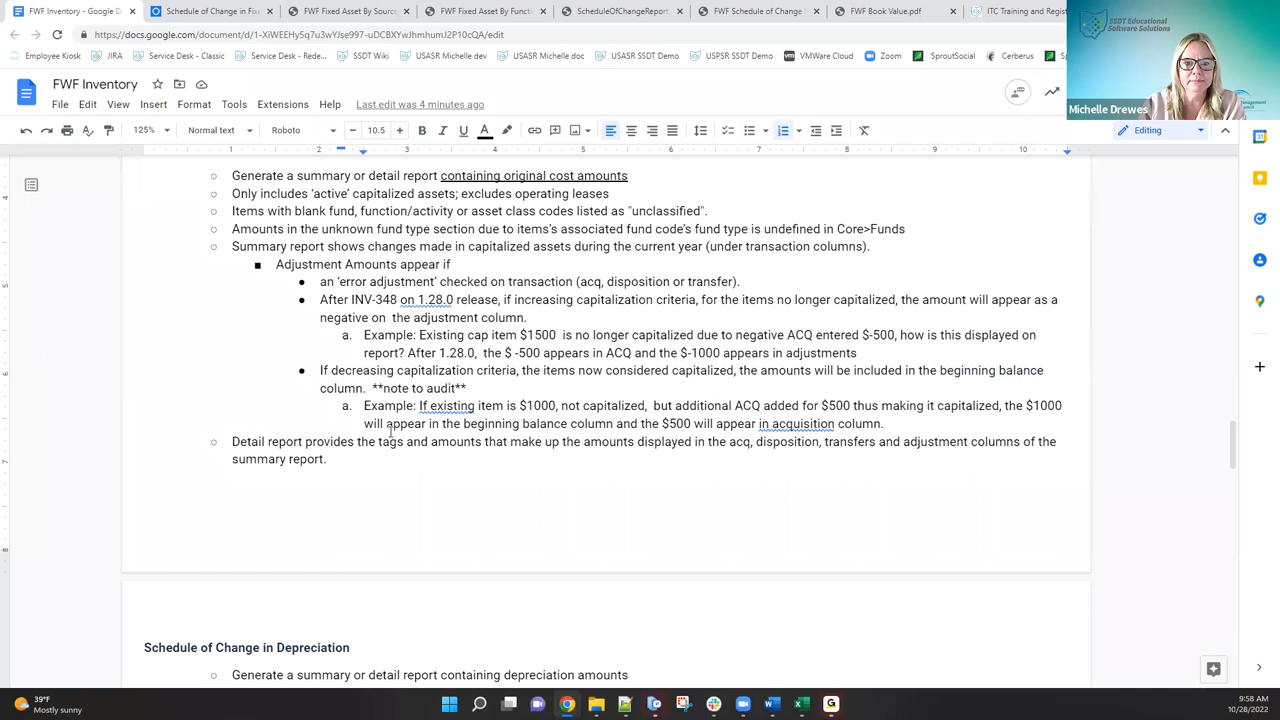 FWF Inventory - Google D
Schedule of Change in Fixe
FWF Fixed Asset By Sourc
FWF Fixed Asset By Functi
ScheduleOfChangeReport
FWF Schedule of Change i
FWF Book Value.pdf
ITC Training and Regist
SSDT Educational
Software Solutions
https://docs.google.com/document/d/1-XiWEEHy5q7u3wYJse997-uDCBXYwJhmhuth2P10cQA/edit
Employee Kiosk
JIRA
Service Desk - Classic
Service Desk - Rede...
SSDT Wiki
USASR Michelle dev
USASR Michelle doc
USASR SSDT Demo
USPSR SSDT Demo
VMWare Cloud
Zoom
SproutSocial
Cerberus
FWF Inventory
File Edit View Insert Format Tools Extensions Help Last edit was 4 minutes ago
Michelle Drewes
125% Normal text Roboto 10.5 Editing
Generate a summary or detail report containing original cost amounts
Only includes 'active' capitalized assets; excludes operating leases
Items with blank fund, function/activity or asset class codes listed as "unclassified".
Amounts in the unknown fund type section due to items's associated fund code's fund type is undefined in Core>Funds
Summary report shows changes made in capitalized assets during the current year (under transaction columns).
Adjustment Amounts appear if
an 'error adjustment' checked on transaction (acq, disposition or transfer).
After INV-348 on 1.28.0 release, if increasing capitalization criteria, for the items no longer capitalized, the amount will appear as a
negative on the adjustment column.
a. Example: Existing cap item $1500 is no longer capitalized due to negative ACQ entered $-500, how is this displayed on
report? After 1.28.0, the $ -500 appears in ACQ and the $-1000 appears in adjustments
If decreasing capitalization criteria, the items now considered capitalized, the amounts will be included in the beginning balance
column. **note to audit**
a. Example: If existing item is $1000, not capitalized, but additional ACQ added for $500 thus making it capitalized, the $1000
will appear in the beginning balance column and the $500 will appear in acquisition column.
Detail report provides the tags and amounts that make up the amounts displayed in the acq, disposition, transfers and adjustment columns of the
summary report.
Schedule of Change in Depreciation
Generate a summary or detail report containing depreciation amounts
39°F
Mostly sunny
9:58 AM
10/28/2022